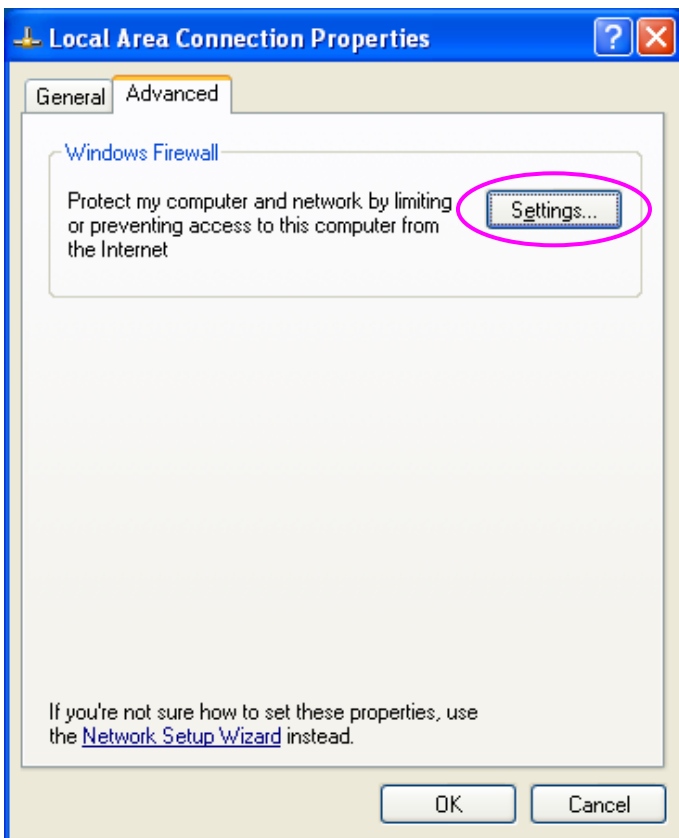 Local Area Connection Properties
?
General
Advanced
Windows Firewall
Protect my computer and network by limiting
or preventing access to this computer from
the Internet
Settings...
If you're not sure how to set these properties, use
the Network Setup Wizard instead.
OK
Cancel